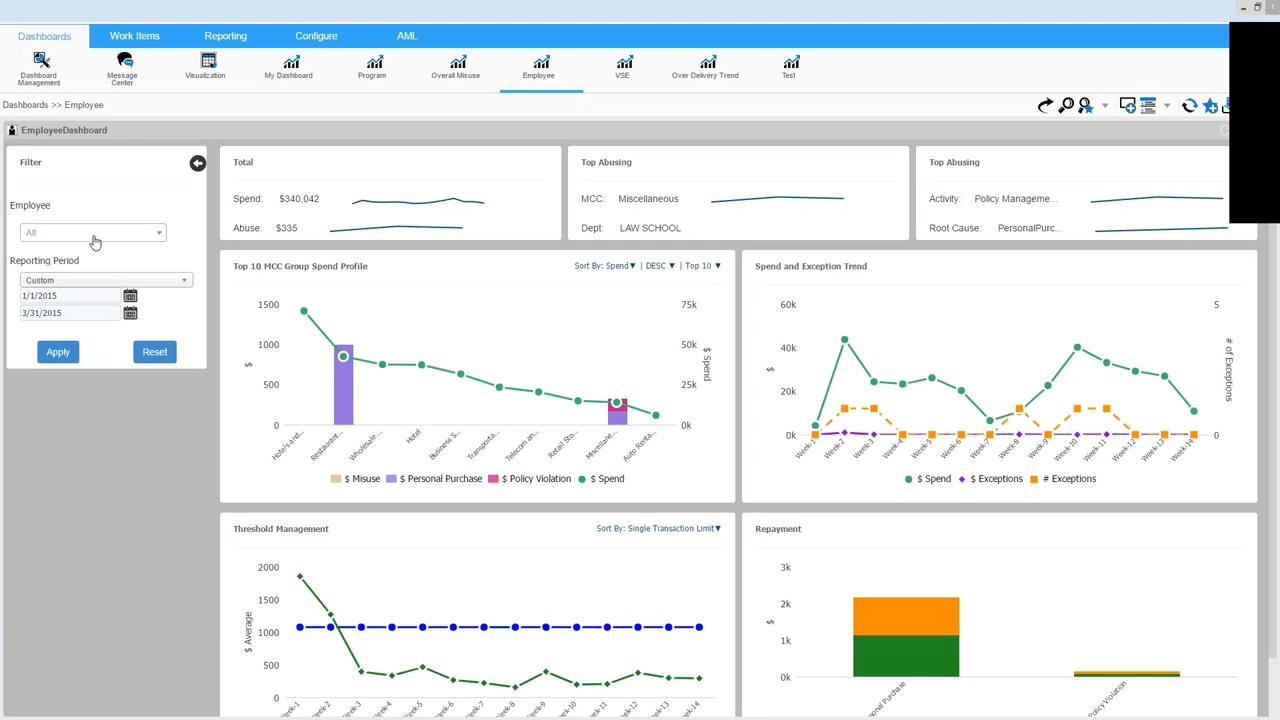 Dashboards
Work Items
Reporting
Configure
AML
Dashboard
Management
Message
Center
Visualization
My Dashboard
Program
Overall Misuse
Employee
VSE
Over Delivery Trend
Test
Dashboards >> Employee
EmployeeDashboard
Filter
Employee
All
Reporting Period
Custom
1/1/2015
3/31/2015
Apply
Reset
Total
Spend: $340,042
Abuse: $335
Top Abusing
MCC: Miscellaneous
Dept: LAW SCHOOL
Top Abusing
Activity: Policy Manageme...
Root Cause: PersonalPurc...
Top 10 MCC Group Spend Profile
Sort By: Spend▼ | DESC ▼ | Top 10 ▼
1500
1000
500
0
$
75k
50k
25k
0k
$ Spend
Hotels and...
Restaurant...
Wholesale ...
Hotel
Business S...
Transporta...
Telecom an...
Retail Sto...
Miscellane...
Auto Renta...
$ Misuse
$ Personal Purchase
$ Policy Violation
$ Spend
Spend and Exception Trend
60k
40k
20k
0k
$
5
0
# of Exceptions
Week-1
Week-2
Week-3
Week-4
Week-5
Week-6
Week-7
Week-8
Week-9
Week-10
Week-11
Week-12
Week-13
Week-14
$ Spend
$ Exceptions
# Exceptions
Threshold Management
Sort By: Single Transaction Limit▼
2000
1500
1000
500
0
$ Average
Week-1
Week-2
Week-3
Week-4
Week-5
Week-6
Week-7
Week-8
Week-9
Week-10
Week-11
Week-12
Week-13
Week-14
Repayment
3k
2k
1k
0k
$
sonal Purchase
PolicyViolation